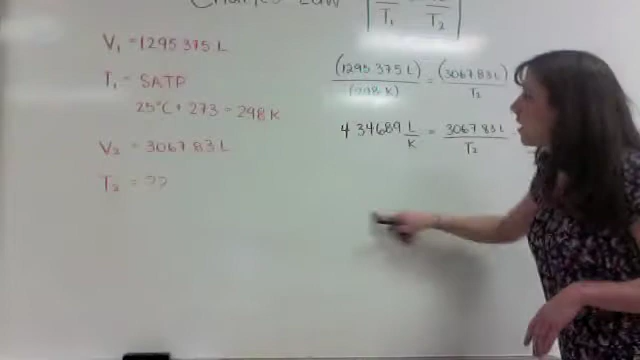 Charles Law
T₁ T₂
V₁ = 1295 375 L
T₁ = SATP
25°C + 273 = 298 K
V₂ = 3067 83 L
T₂ = ??
(1295 375 L) = (3067 83 L)
(298 K) T₂
4 34689 L = 3067 83 L
K T₂